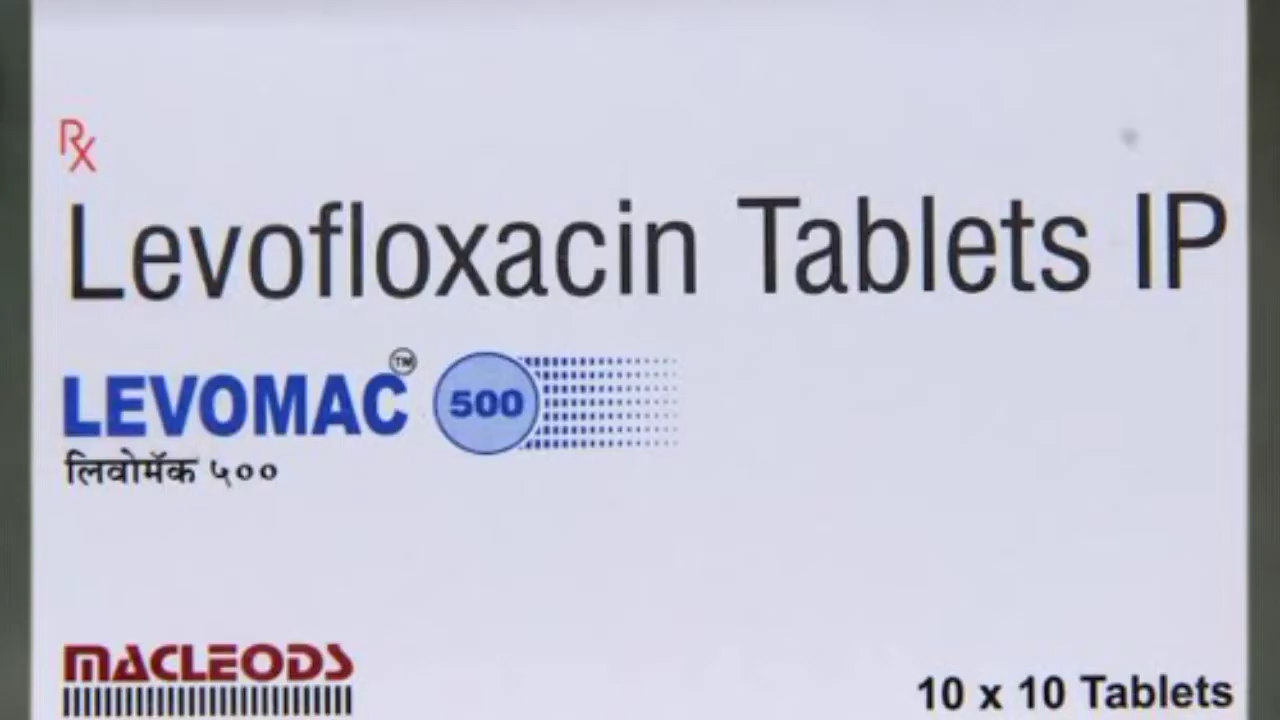 Rx
Levofloxacin Tablets IP
LEVOMAC™ 500
लिवोमॅक ५००
MACLEODS
10 x 10 Tablets